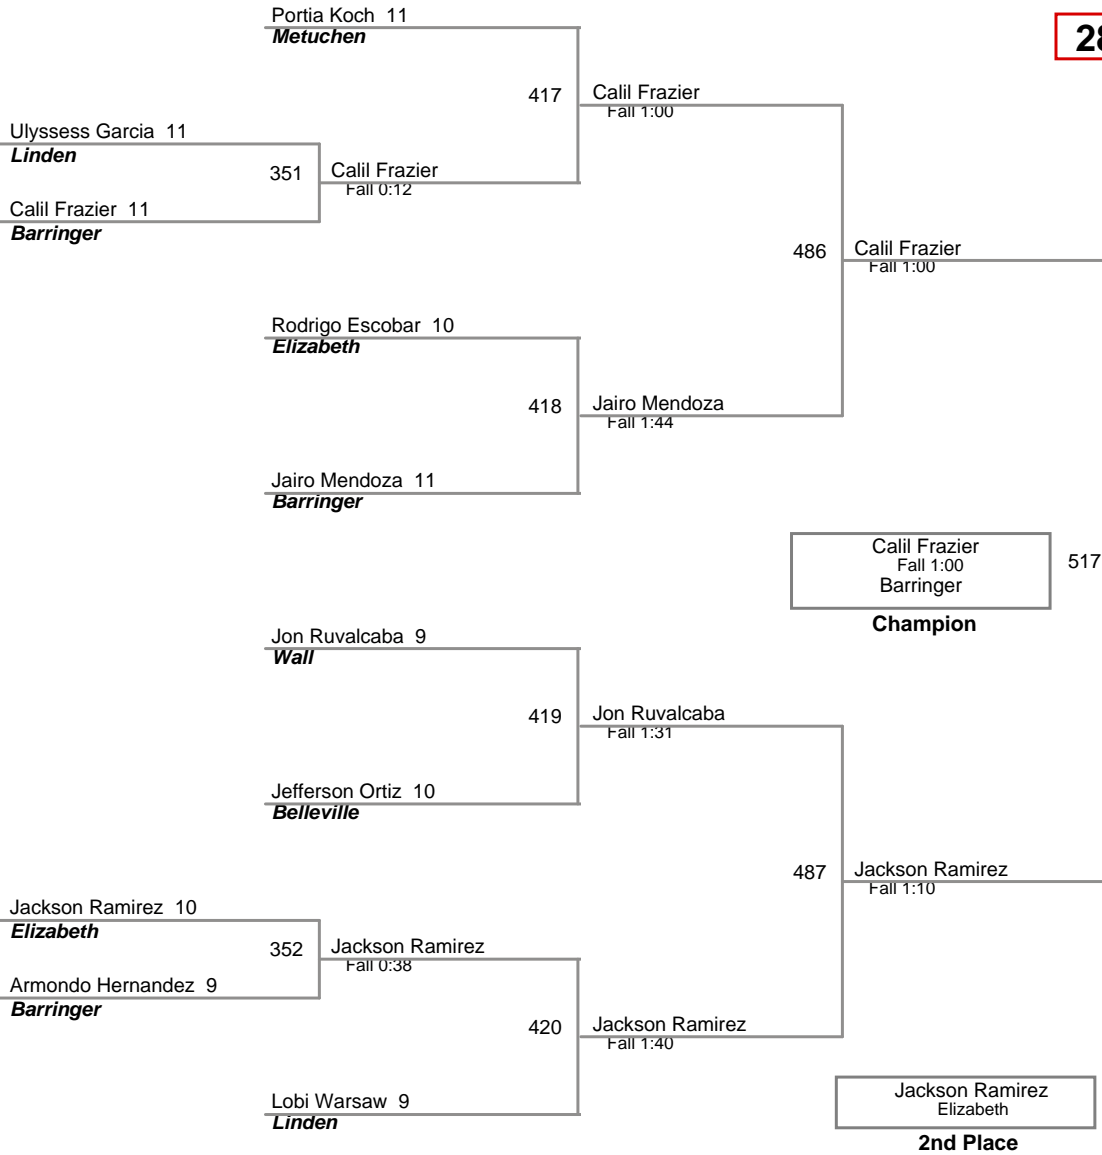 Portia Koch 11
Metuchen
417
Calil Frazier
Fall 1:00
Ulyssess Garcia 11
Linden
351
Calil Frazier
Fall 0:12
Calil Frazier 11
Barringer
486
Calil Frazier
Fall 1:00
Rodrigo Escobar 10
Elizabeth
418
Jairo Mendoza
Fall 1:44
Jairo Mendoza 11
Barringer
Calil Frazier
Fall 1:00
Barringer
517
Champion
Jon Ruvalcaba 9
Wall
419
Jon Ruvalcaba
Fall 1:31
Jefferson Ortiz 10
Belleville
487
Jackson Ramirez
Fall 1:10
Jackson Ramirez 10
Elizabeth
352
Jackson Ramirez
Fall 0:38
Armondo Hernandez 9
Barringer
420
Jackson Ramirez
Fall 1:40
Lobi Warsaw 9
Linden
Jackson Ramirez
Elizabeth
2nd Place